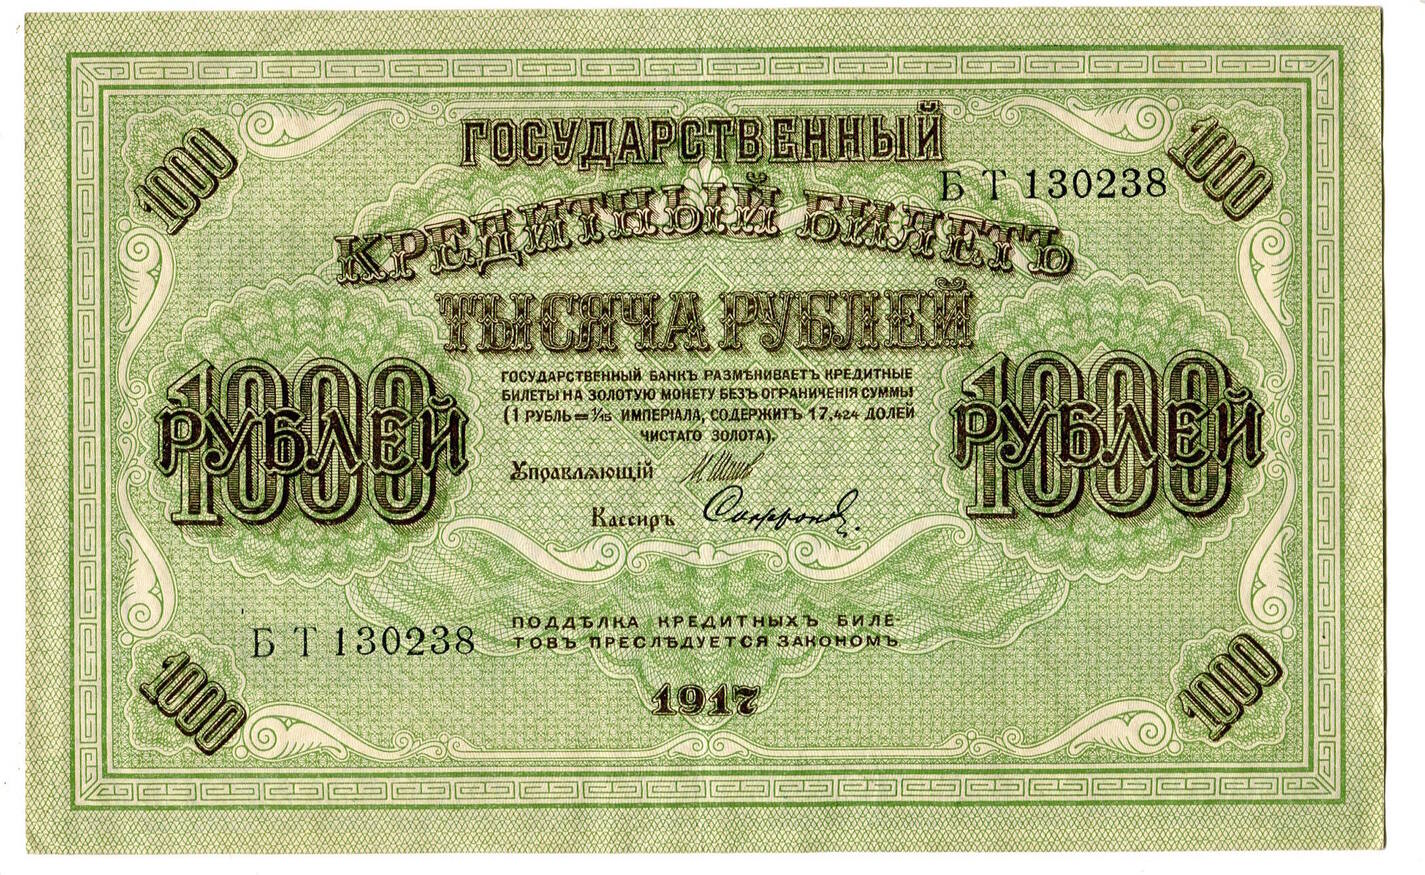 1000
1000
ГОСУДАРСТВЕННЫЙ
БТ 130238
КРЕДИТНЫЙ БИЛЕТЪ
ТЫСЯЧА РУБЛЕЙ
1000
РУБЛЕЙ
1000
РУБЛЕЙ
ГОСУДАРСТВЕННЫЙ БАНКЪ РАЗМѢНИВАЕТЪ КРЕДИТНЫЕ
БИЛЕТЫ НА ЗОЛОТУЮ МОНЕТУ БЕЗЪ ОГРАНИЧЕНІЯ СУММЫ
(1 РУБЛЬ = 1/15 ИМПЕРІАЛА, СОДЕРЖИТЪ 17,424 ДОЛЕЙ
ЧИСТАГО ЗОЛОТА).
Управляющій
Кассиръ
БТ 130238
ПОДДѢЛКА КРЕДИТНЫХЪ БИЛЕ-
ТОВЪ ПРЕСЛѢДУЕТСЯ ЗАКОНОМЪ
1917
1000
1000